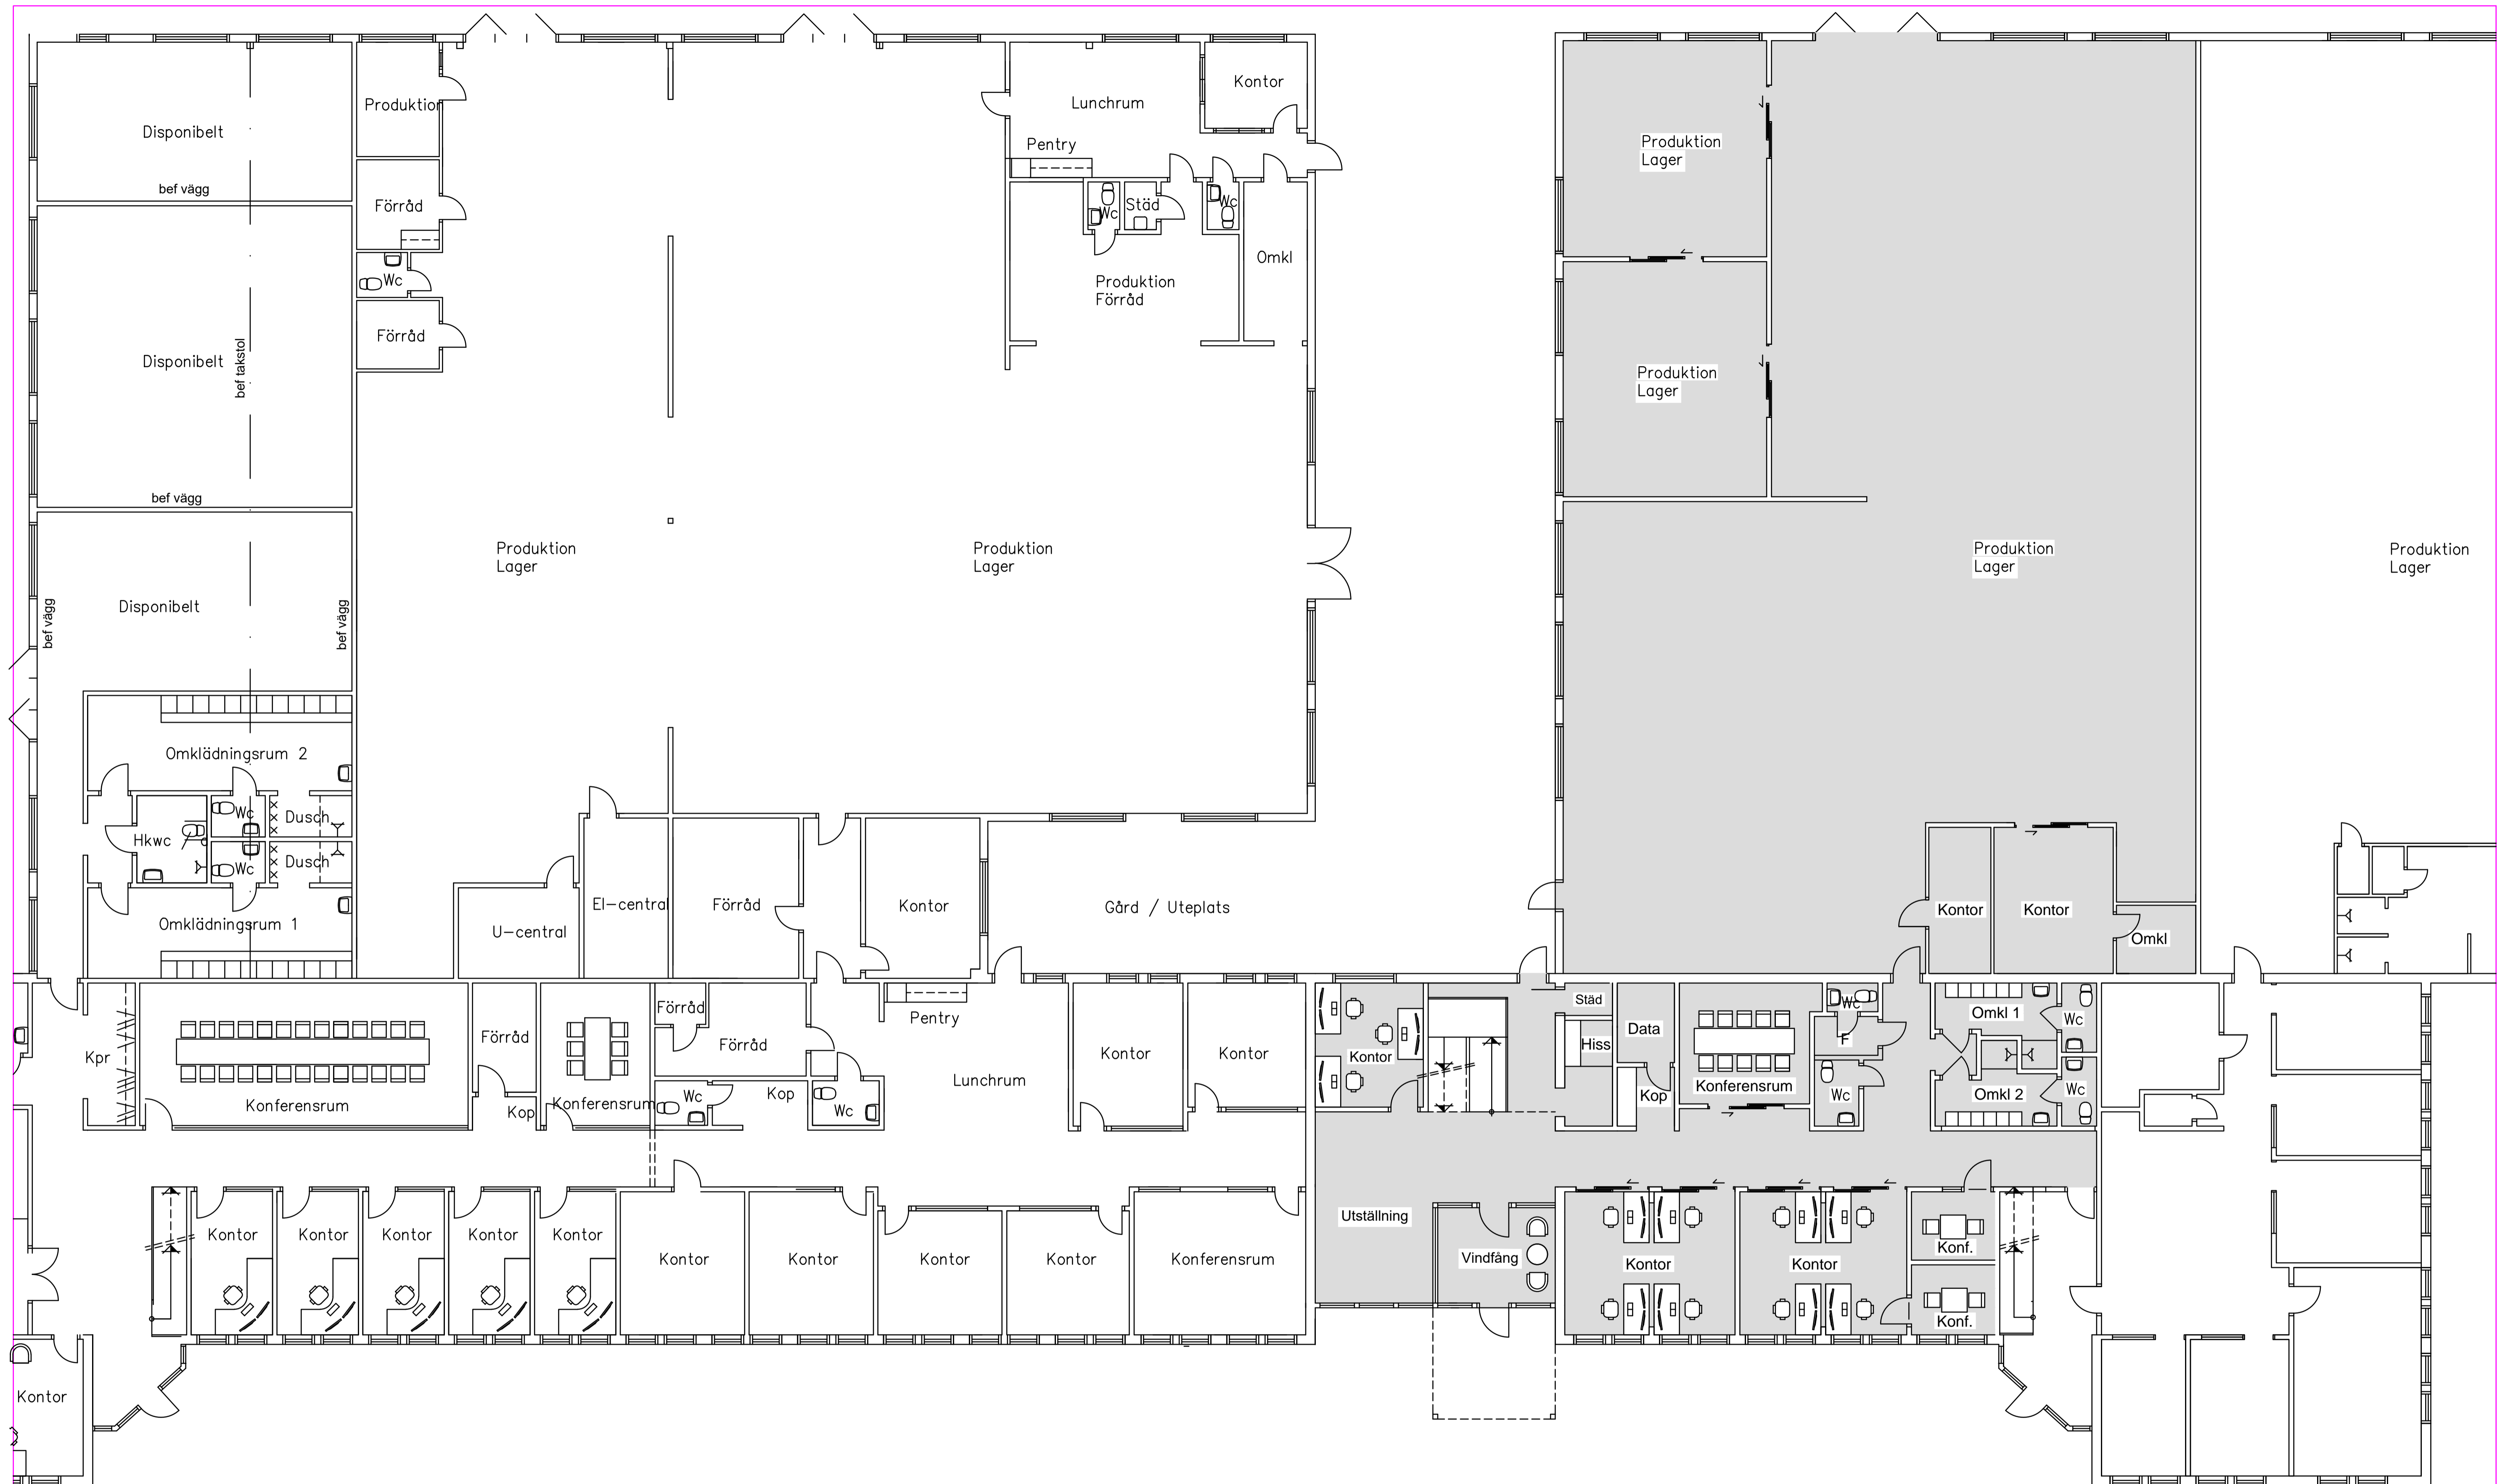 Disponibelt
bef vägg
Disponibelt
bef takstol
bef vägg
Disponibelt
bef vägg
bef vägg
Produktion
Förråd
Wc
Förråd
Produktion
Lager
Produktion
Lager
Lunchrum
Kontor
Pentry
Wc
Städ
Wc
Omkl
Produktion
Förråd
Omklädningsrum 2
Wc
Dusch
Hkwc
Wc
Dusch
Omklädningsrum 1
U-central
El-central
Förråd
Kontor
Gård / Uteplats
Produktion
Lager
Produktion
Lager
Produktion
Lager
Produktion
Lager
Kontor
Kontor
Omkl
Kpr
Konferensrum
Förråd
Kop
Konferensrum
Förråd
Förråd
Wc
Kop
Wc
Pentry
Lunchrum
Kontor
Kontor
Kontor
Städ
Hiss
Data
Kop
Konferensrum
Wc
F
Wc
Omkl 1
Wc
Omkl 2
Wc
Kontor
Kontor
Kontor
Kontor
Kontor
Kontor
Kontor
Kontor
Kontor
Konferensrum
Utställning
Vindfång
Kontor
Kontor
Konf.
Konf.
Kontor